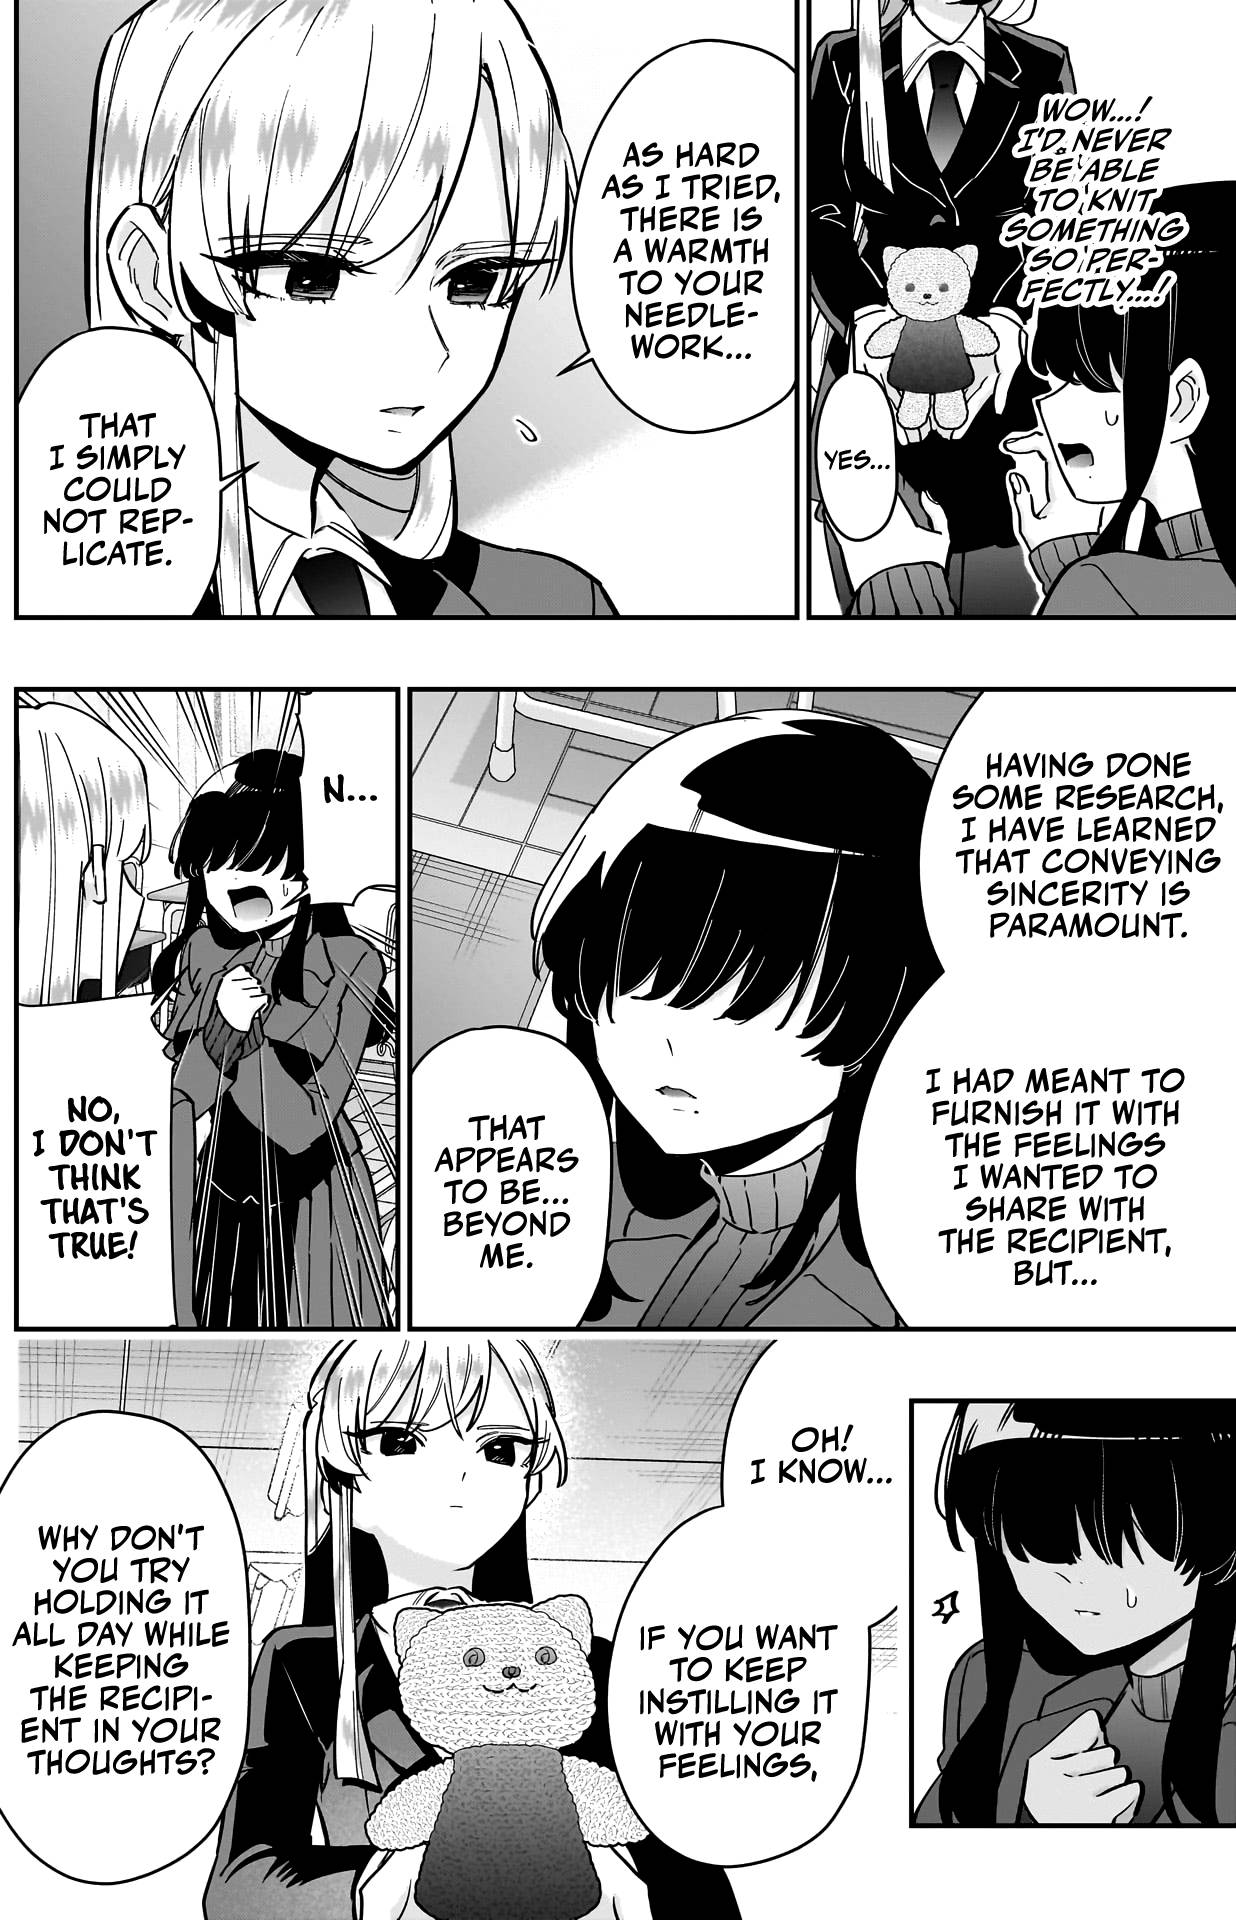 WOW...!
I'D NEVER
BE ABLE
TO KNIT
SOMETHING
SO PER-
FECTLY...!
YES...
AS HARD
AS I TRIED,
THERE IS
A WARMTH
TO YOUR
NEEDLE-
WORK...
THAT
I SIMPLY
COULD
NOT REP-
LICATE.
HAVING DONE
SOME RESEARCH,
I HAVE LEARNED
THAT CONVEYING
SINCERITY IS
PARAMOUNT.
I HAD MEANT TO
FURNISH IT WITH
THE FEELINGS
I WANTED TO
SHARE WITH
THE RECIPIENT,
BUT...
THAT
APPEARS
TO BE...
BEYOND
ME.
N...
NO,
I DON'T
THINK
THAT'S
TRUE!
OH!
I KNOW...
IF YOU WANT
TO KEEP
INSTILLING IT
WITH YOUR
FEELINGS,
WHY DON'T
YOU TRY
HOLDING IT
ALL DAY WHILE
KEEPING
THE RECIPI-
ENT IN YOUR
THOUGHTS?